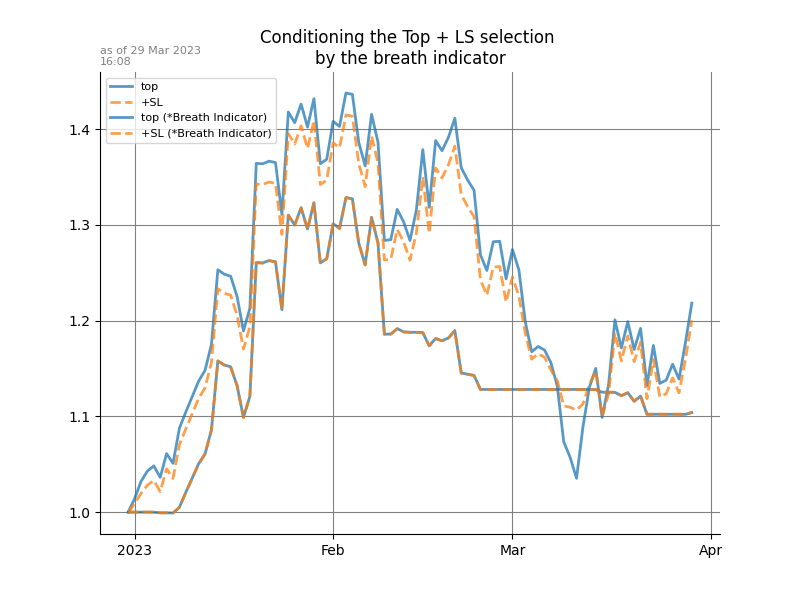 Conditioning the Top + LS selection
by the breath indicator
as of 29 Mar 2023
16:08
top
+SL
top (*Breath Indicator)
+SL (*Breath Indicator)
1.4
1.3
1.2
1.1
1.0
2023 Feb Mar Apr